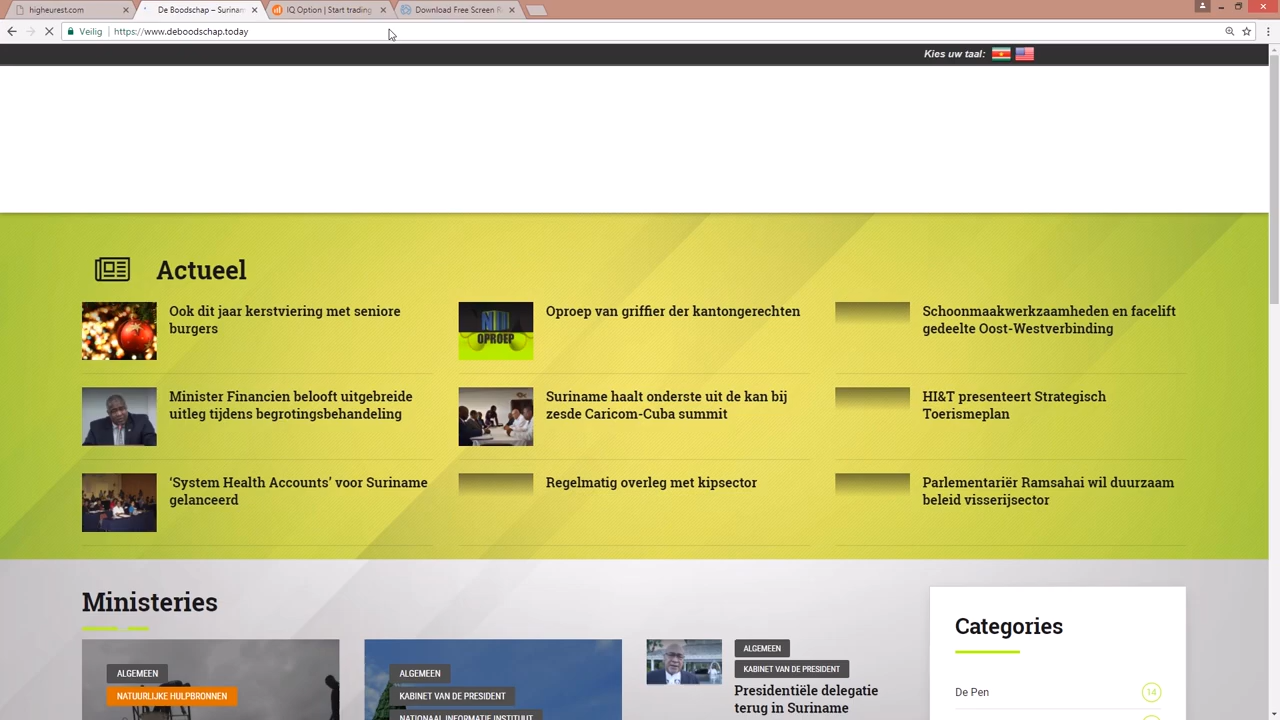 higheurest.com
De Boodschap – Surinam
IQ Option | Start trading
Download Free Screen R
Veilig
https://www.deboodschap.today
Kies uw taal:
Actueel
Ook dit jaar kerstviering met seniore
burgers
OPROEP
Oproep van griffier der kantongerechten
Schoonmaakwerkzaamheden en facelift
gedeelte Oost-Westverbinding
Minister Financien belooft uitgebreide
uitleg tijdens begrotingsbehandeling
Suriname haalt onderste uit de kan bij
zesde Caricom-Cuba summit
HI&T presenteert Strategisch
Toerismeplan
‘System Health Accounts’ voor Suriname
gelanceerd
Regelmatig overleg met kipsector
Parlementariër Ramsahai wil duurzaam
beleid visserijsector
Ministeries
ALGEMEEN
NATUURLIJKE HULPBRONNEN
ALGEMEEN
KABINET VAN DE PRESIDENT
NATIONAAL INFORMATIE INSTITUUT
ALGEMEEN
KABINET VAN DE PRESIDENT
Presidentiële delegatie
terug in Suriname
Categories
De Pen
14